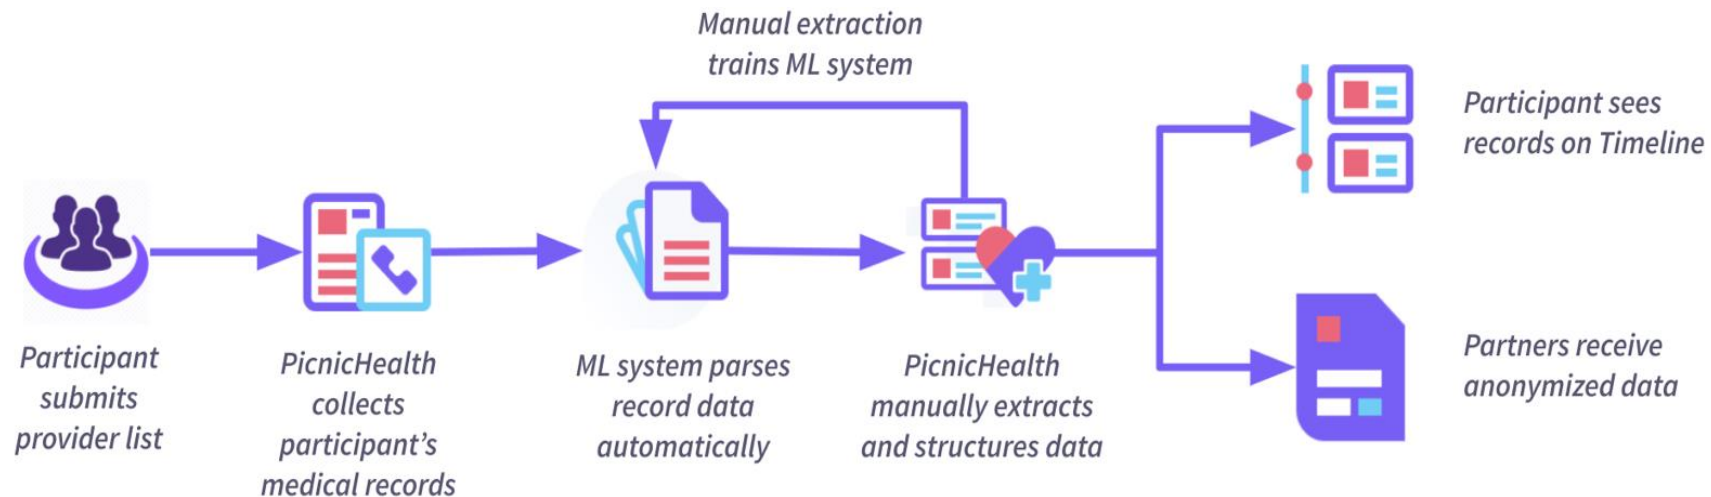 Manual extraction
trains ML system
Participant
submits
provider list
PicnicHealth
collects
participant’s
medical records
ML system parses
record data
automatically
PicnicHealth
manually extracts
and structures data
Participant sees
records on Timeline
Partners receive
anonymized data